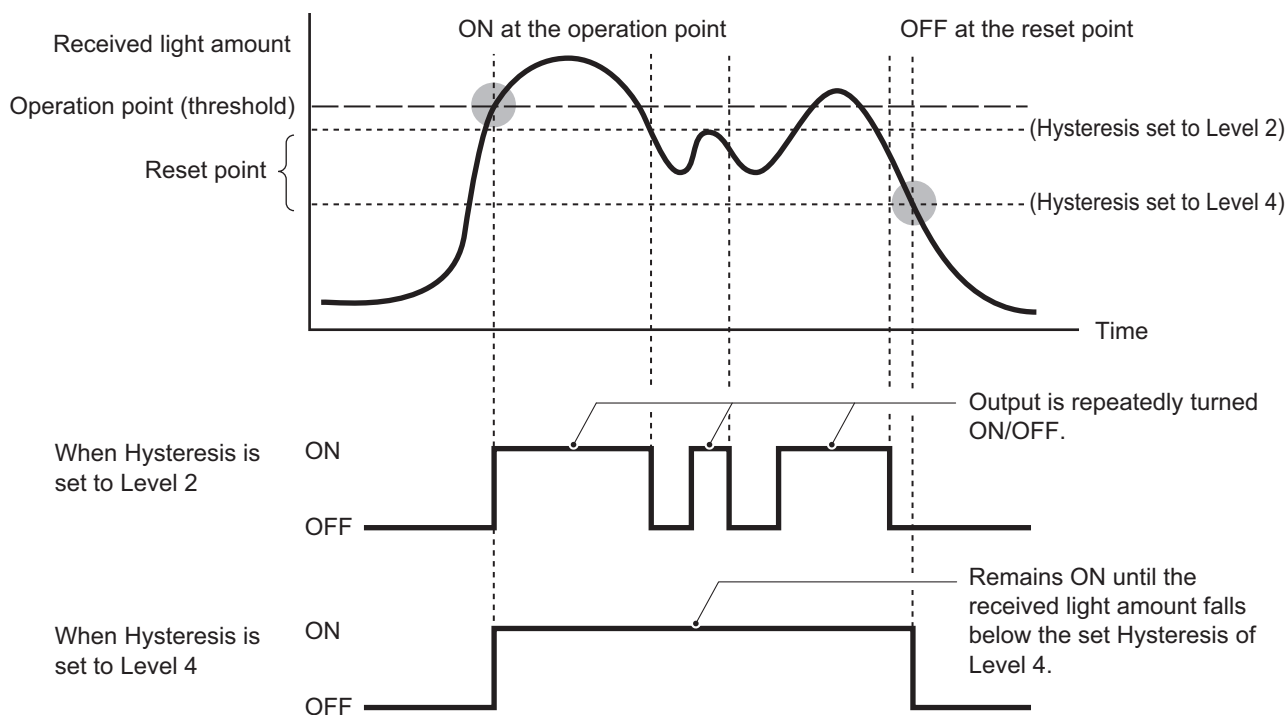 ON at the operation point
OFF at the reset point
Received light amount
Operation point (threshold)
(Hysteresis set to Level 2)
Reset point
(Hysteresis set to Level 4)
Time
Output is repeatedly turned
ON/OFF.
When Hysteresis is
set to Level 2
ON
OFF
Remains ON until the
received light amount falls
below the set Hysteresis of
Level 4.
When Hysteresis is
set to Level 4
ON
OFF